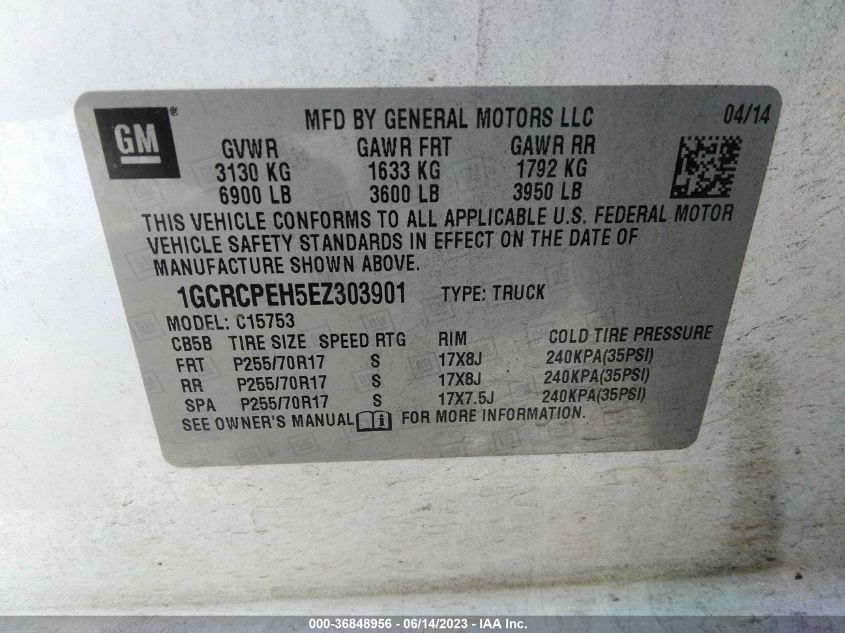 GM®
MFD BY GENERAL MOTORS LLC 04/14
GVWR GAWR FRT GAWR RR
3130 KG 1633 KG 1792 KG
6900 LB 3600 LB 3950 LB
THIS VEHICLE CONFORMS TO ALL APPLICABLE U.S. FEDERAL MOTOR
VEHICLE SAFETY STANDARDS IN EFFECT ON THE DATE OF
MANUFACTURE SHOWN ABOVE.
1GCRCPEH5EZ303901 TYPE: TRUCK
MODEL: C15753
CB5B TIRE SIZE SPEED RTG RIM COLD TIRE PRESSURE
FRT P255/70R17 S 17X8J 240KPA(35PSI)
RR P255/70R17 S 17X8J 240KPA(35PSI)
SPA P255/70R17 S 17X7.5J 240KPA(35PSI)
SEE OWNER'S MANUAL i FOR MORE INFORMATION.
000-36848956 - 06/14/2023 - © IAA Inc.